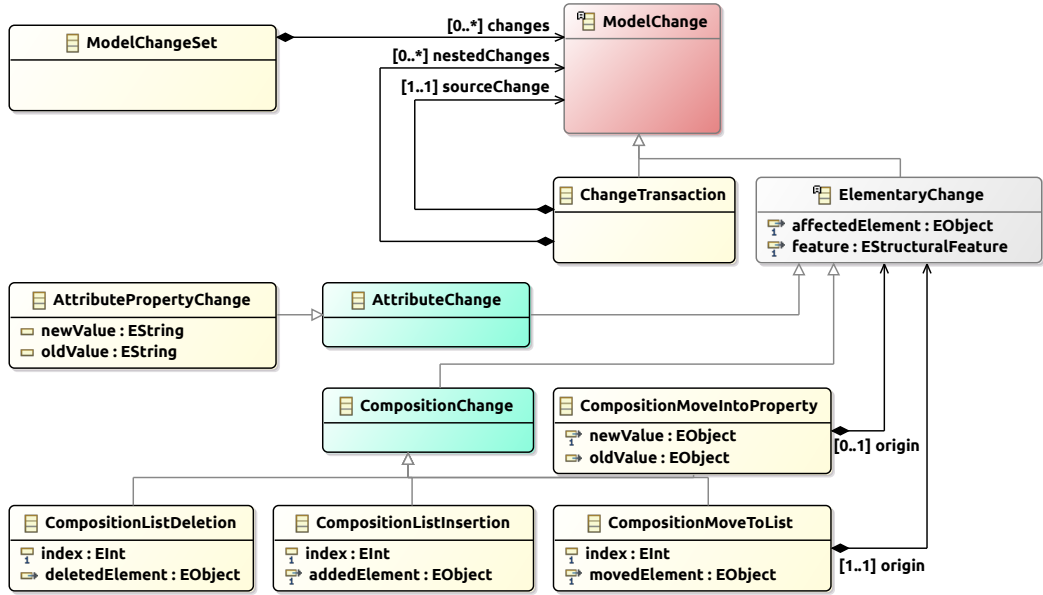 [0..*] changes
ModelChange
ModelChangeSet
[0..*] nestedChanges
[1..1] sourceChange
ChangeTransaction
ElementaryChange
affectedElement : EObject
feature : EStructuralFeature
AttributePropertyChange
newValue : EString
oldValue : EString
AttributeChange
CompositionChange
CompositionMoveIntoProperty
newValue : EObject
oldValue : EObject
[0..1] origin
CompositionListDeletion
index : EInt
deletedElement : EObject
CompositionListInsertion
index : EInt
addedElement : EObject
CompositionMoveToList
index : EInt
movedElement : EObject
[1..1] origin